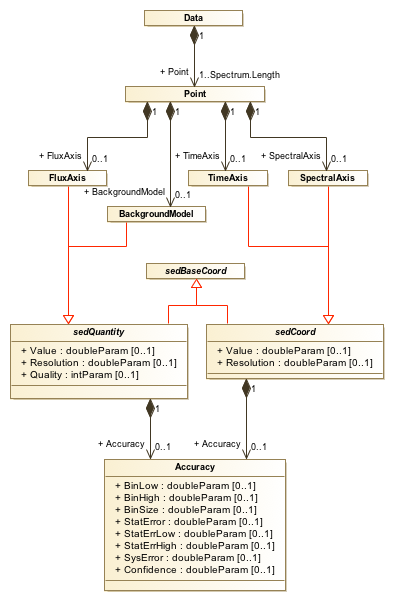 Data
1
+ Point
1..Spectrum.Length
Point
1
1
1
1
+ FluxAxis
0..1
+ TimeAxis
0..1
+ SpectralAxis
0..1
FluxAxis
TimeAxis
SpectralAxis
+ BackgroundModel
0..1
BackgroundModel
sedBaseCoord
sedQuantity
+ Value : doubleParam [0..1]
+ Resolution : doubleParam [0..1]
+ Quality : intParam [0..1]
sedCoord
+ Value : doubleParam [0..1]
+ Resolution : doubleParam [0..1]
1
1
+ Accuracy
0..1
+ Accuracy
0..1
Accuracy
+ BinLow : doubleParam [0..1]
+ BinHigh : doubleParam [0..1]
+ BinSize : doubleParam [0..1]
+ StatError : doubleParam [0..1]
+ StatErrLow : doubleParam [0..1]
+ StatErrHigh : doubleParam [0..1]
+ SysError : doubleParam [0..1]
+ Confidence : doubleParam [0..1]